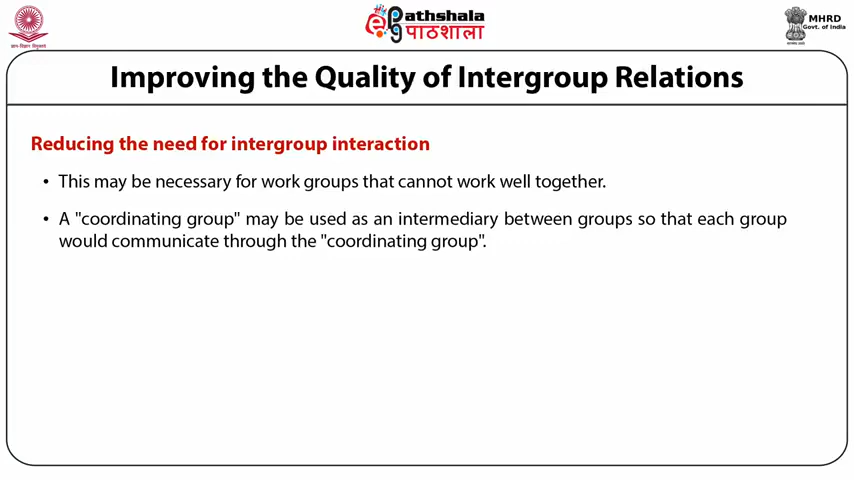 ज्ञान-विज्ञान विमुक्तये
ePathshala
पाठशाला
MHRD
Govt. of India
Improving the Quality of Intergroup Relations
Reducing the need for intergroup interaction
• This may be necessary for work groups that cannot work well together.
• A "coordinating group" may be used as an intermediary between groups so that each group
would communicate through the "coordinating group".